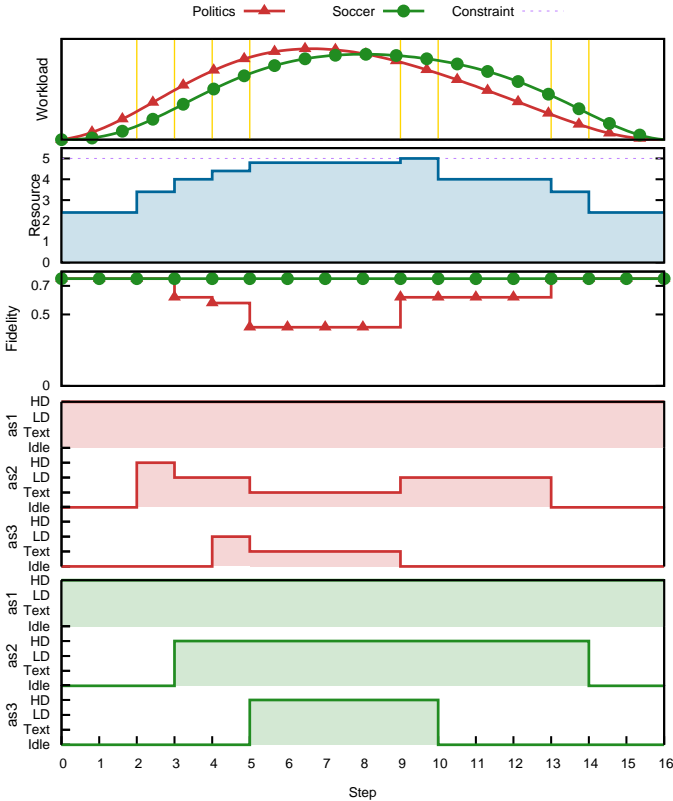 Politics Soccer Constraint
Workload
Resource
5
4
3
2
1
0
Fidelity
0.7
0.5
0
as1
HD
LD
Text
Idle
as2
HD
LD
Text
Idle
as3
HD
LD
Text
Idle
as1
HD
LD
Text
Idle
as2
HD
LD
Text
Idle
as3
HD
LD
Text
Idle
0 1 2 3 4 5 6 7 8 9 10 11 12 13 14 15 16
Step